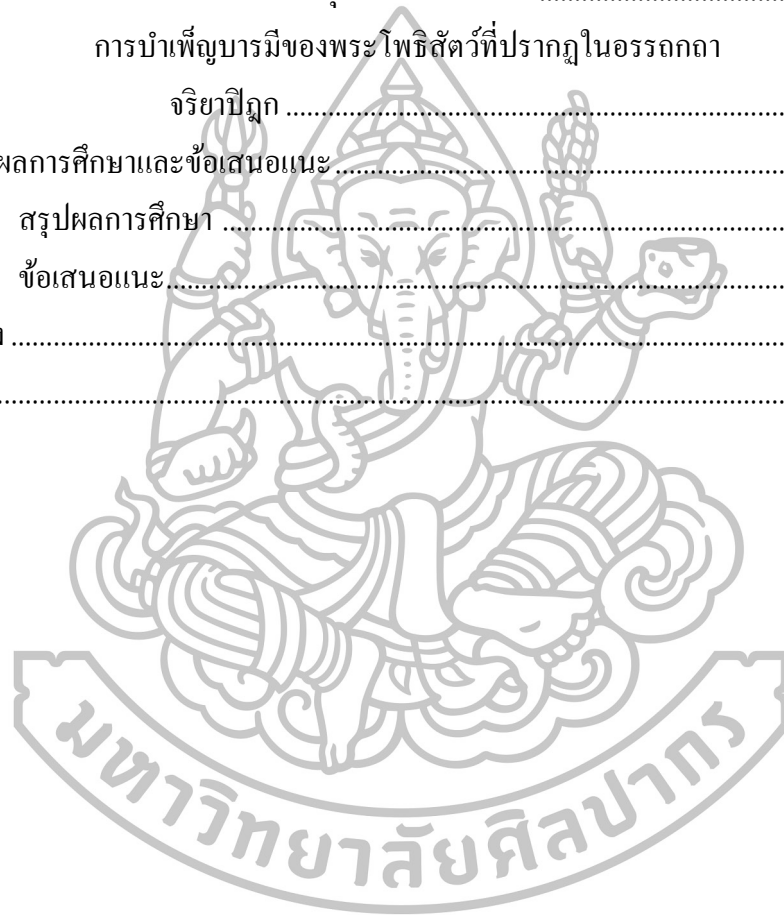 การบำเพ็ญบารมีของพระโพธิสัตว์ที่ปรากฏในอรรถกถา
จริยาปิฎก ................................................................
ผลการศึกษาและข้อเสนอแนะ ................................................................
สรุปผลการศึกษา ................................................................
ข้อเสนอแนะ ................................................................
มหาวิทยาลัยศิลปากร